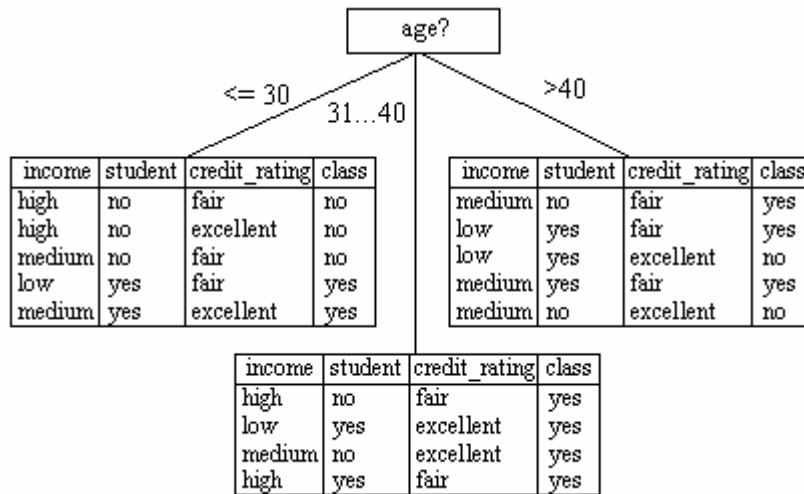 age?
<= 30
31...40
>40
income student credit_rating class
high no fair no
high no excellent no
medium no fair no
low yes fair yes
medium yes excellent yes
income student credit_rating class
medium no fair yes
low yes fair yes
low yes excellent no
medium yes fair yes
medium no excellent no
income student credit_rating class
high no fair yes
low yes excellent yes
medium no excellent yes
high yes fair yes